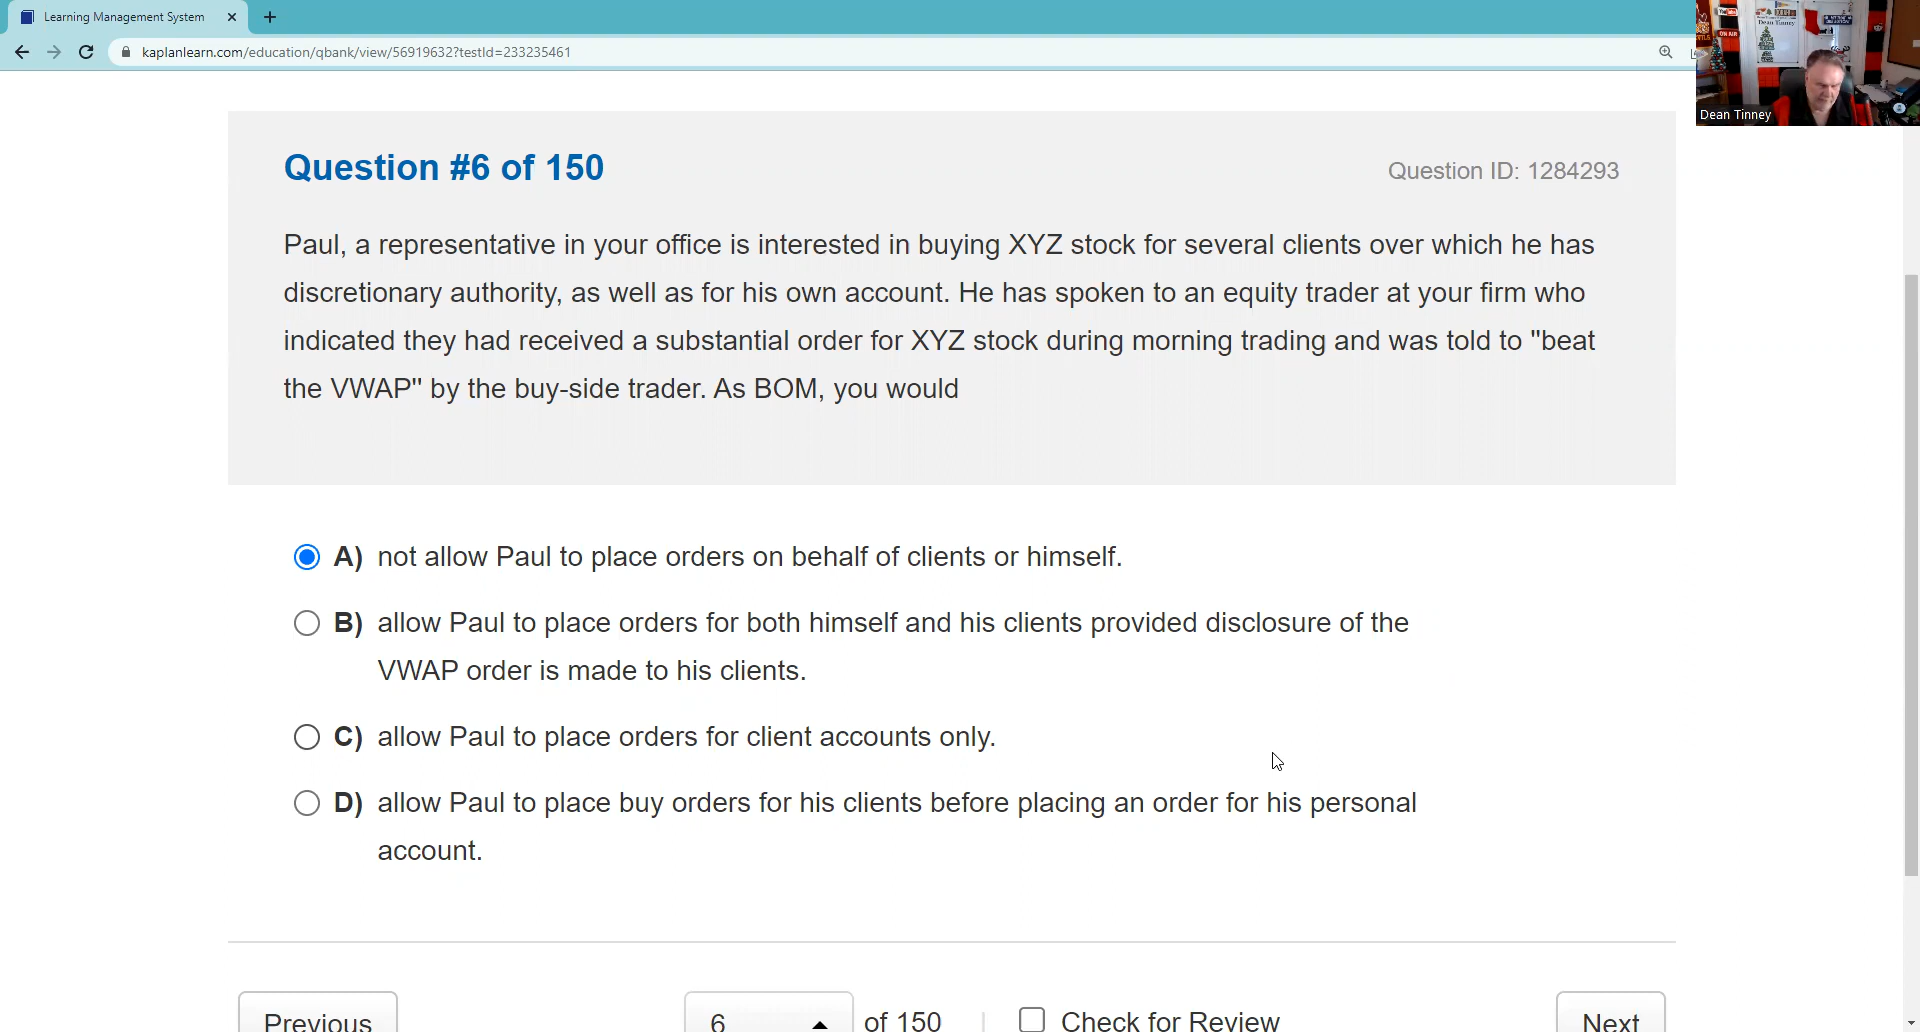 Learning Management System
kaplanlearn.com/education/qbank/view/56919632?testId=233235461
Dean Tinney
Question #6 of 150
Question ID: 1284293
Paul, a representative in your office is interested in buying XYZ stock for several clients over which he has
discretionary authority, as well as for his own account. He has spoken to an equity trader at your firm who
indicated they had received a substantial order for XYZ stock during morning trading and was told to "beat
the VWAP" by the buy-side trader. As BOM, you would
A) not allow Paul to place orders on behalf of clients or himself.
B) allow Paul to place orders for both himself and his clients provided disclosure of the
VWAP order is made to his clients.
C) allow Paul to place orders for client accounts only.
D) allow Paul to place buy orders for his clients before placing an order for his personal
account.
Previous
6
of 150
Check for Review
Next